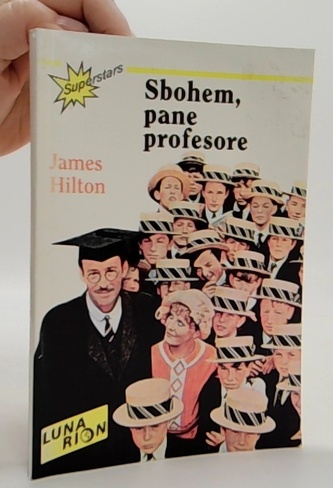 Superstars
Sbohem,
pane
profesore
James
Hilton
LUNA
RION